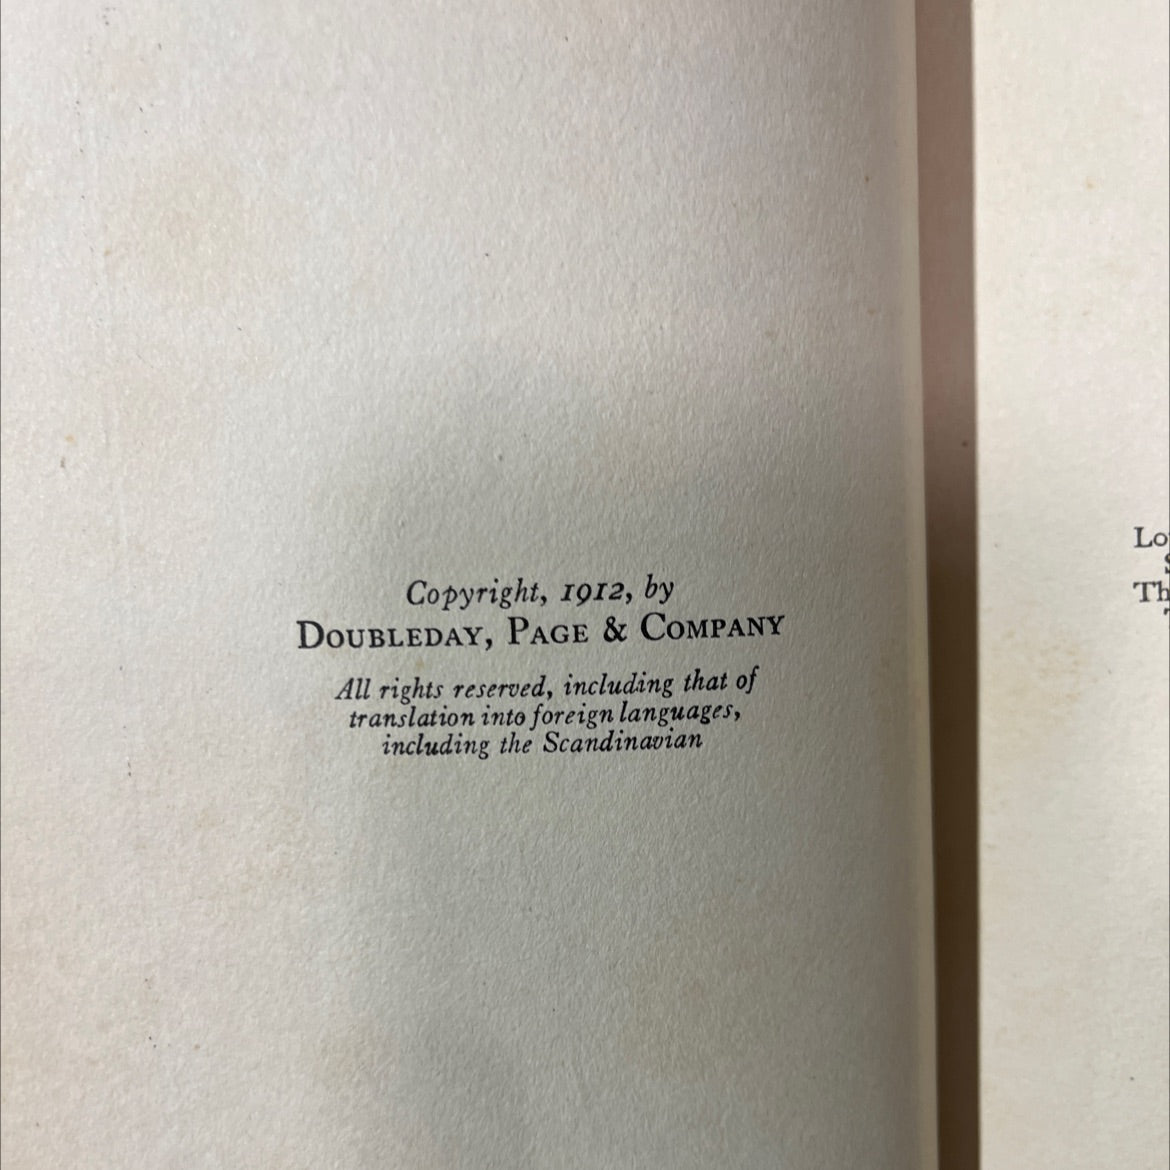 Copyright, 1912, by
DOUBLEDAY, PAGE & COMPANY
All rights reserved, including that of
translation into foreign languages,
including the Scandinavian